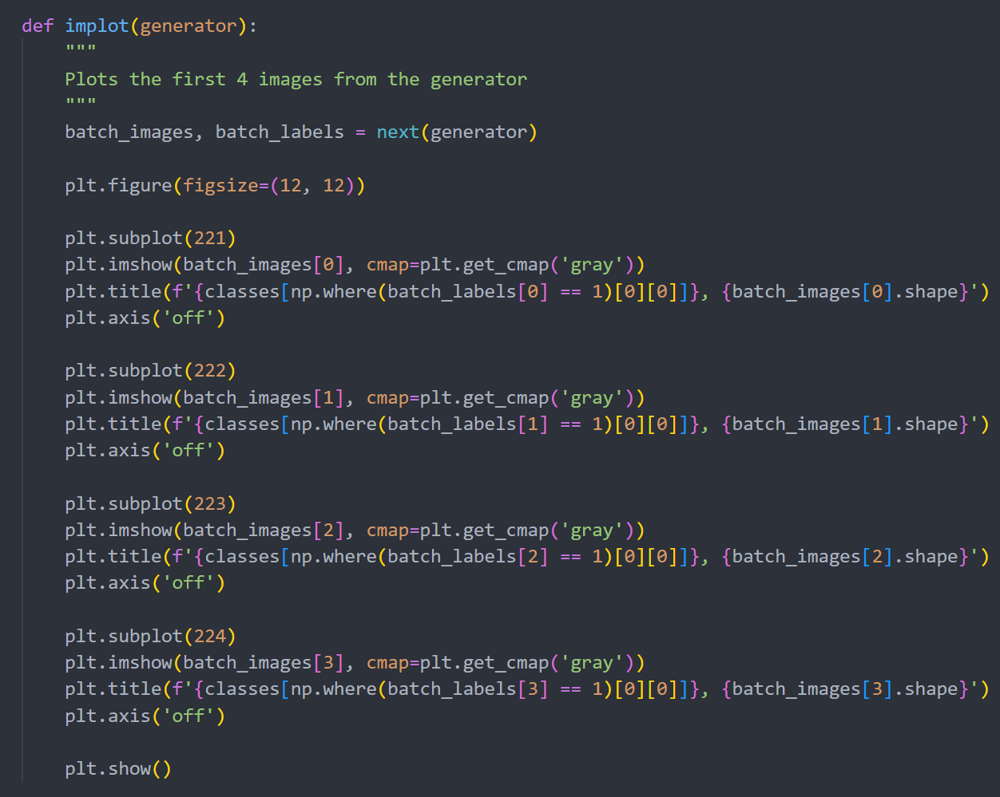 def implot(generator):
    """
    Plots the first 4 images from the generator
    """
    batch_images, batch_labels = next(generator)

    plt.figure(figsize=(12, 12))

    plt.subplot(221)
    plt.imshow(batch_images[0], cmap=plt.get_cmap('gray'))
    plt.title(f'{classes[np.where(batch_labels[0] == 1)[0][0]]}, {batch_images[0].shape}')
    plt.axis('off')

    plt.subplot(222)
    plt.imshow(batch_images[1], cmap=plt.get_cmap('gray'))
    plt.title(f'{classes[np.where(batch_labels[1] == 1)[0][0]]}, {batch_images[1].shape}')
    plt.axis('off')

    plt.subplot(223)
    plt.imshow(batch_images[2], cmap=plt.get_cmap('gray'))
    plt.title(f'{classes[np.where(batch_labels[2] == 1)[0][0]]}, {batch_images[2].shape}')
    plt.axis('off')

    plt.subplot(224)
    plt.imshow(batch_images[3], cmap=plt.get_cmap('gray'))
    plt.title(f'{classes[np.where(batch_labels[3] == 1)[0][0]]}, {batch_images[3].shape}')
    plt.axis('off')

    plt.show()